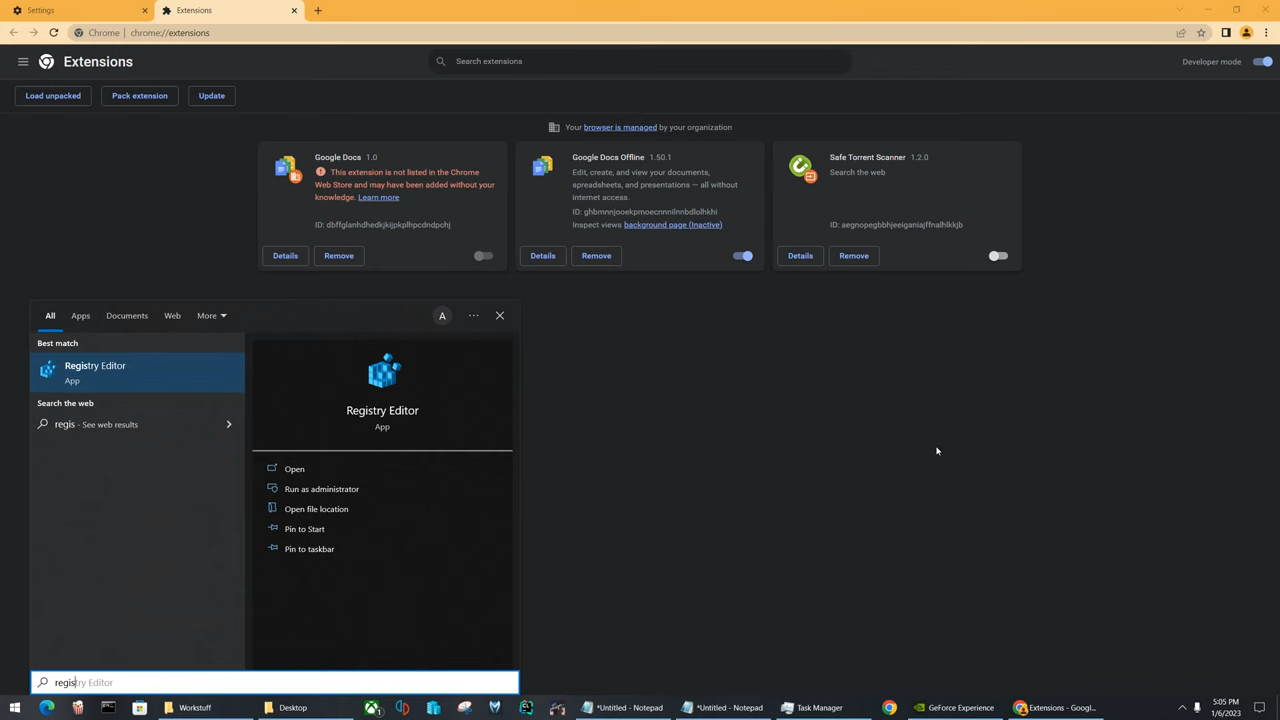 Settings
Extensions
Chrome | chrome://extensions
Extensions
Search extensions
Developer mode
Load unpacked
Pack extension
Update
Your browser is managed by your organization
Google Docs 1.0
This extension is not listed in the Chrome
Web Store and may have been added without your
knowledge. Learn more
ID: dbffglanhdhedkjkijpkplhpcdndpchj
Details
Remove
Google Docs Offline 1.50.1
Edit, create, and view your documents,
spreadsheets, and presentations — all without
internet access.
ID: ghbmnnjooekpmoecnnnilnnbdlolhkhi
Inspect views background page (Inactive)
Details
Remove
Safe Torrent Scanner 1.2.0
Search the web
ID: aegnopegbbhjeeiganiajffnalhlkkjb
Details
Remove
All
Apps
Documents
Web
More
A
Best match
Registry Editor
App
Search the web
regis - See web results
Registry Editor
App
Open
Run as administrator
Open file location
Pin to Start
Pin to taskbar
registry Editor
Workstuff
Desktop
*Untitled - Notepad
*Untitled - Notepad
Task Manager
GeForce Experience
Extensions - Googl...
5:05 PM
1/6/2023